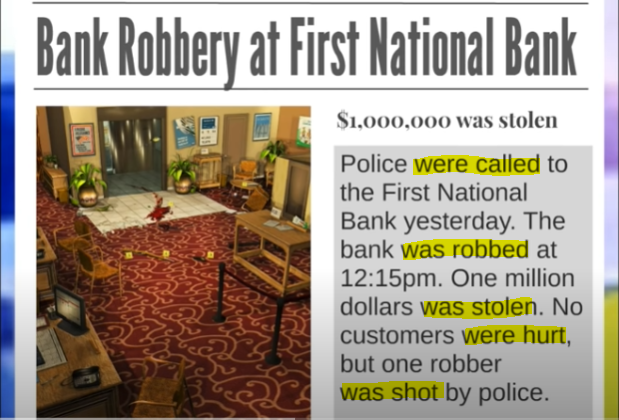 Bank Robbery at First National Bank
$1,000,000 was stolen
Police were called to
the First National
Bank yesterday. The
bank was robbed at
12:15pm. One million
dollars was stolen. No
customers were hurt,
but one robber
was shot by police.